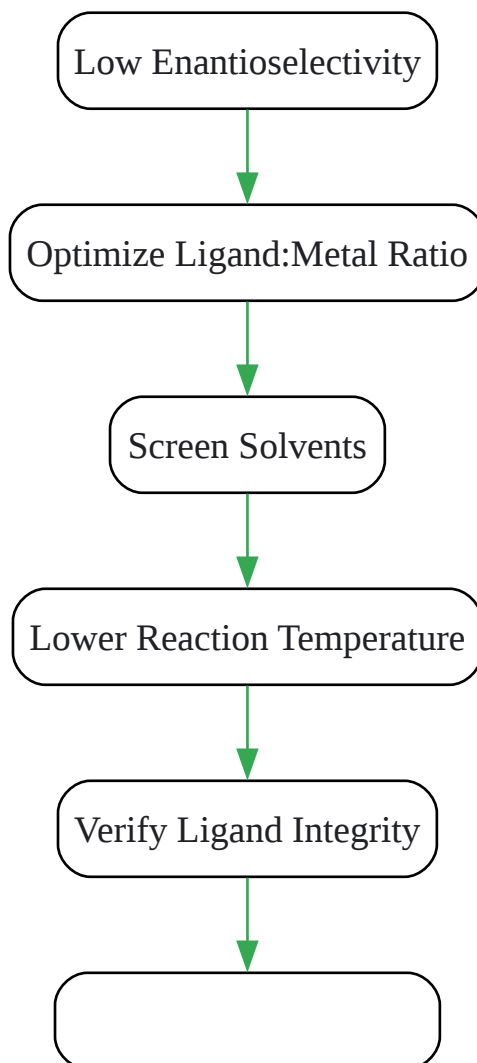 Low Enantioselectivity
Optimize Ligand:Metal Ratio
Screen Solvents
Lower Reaction Temperature
Verify Ligand Integrity